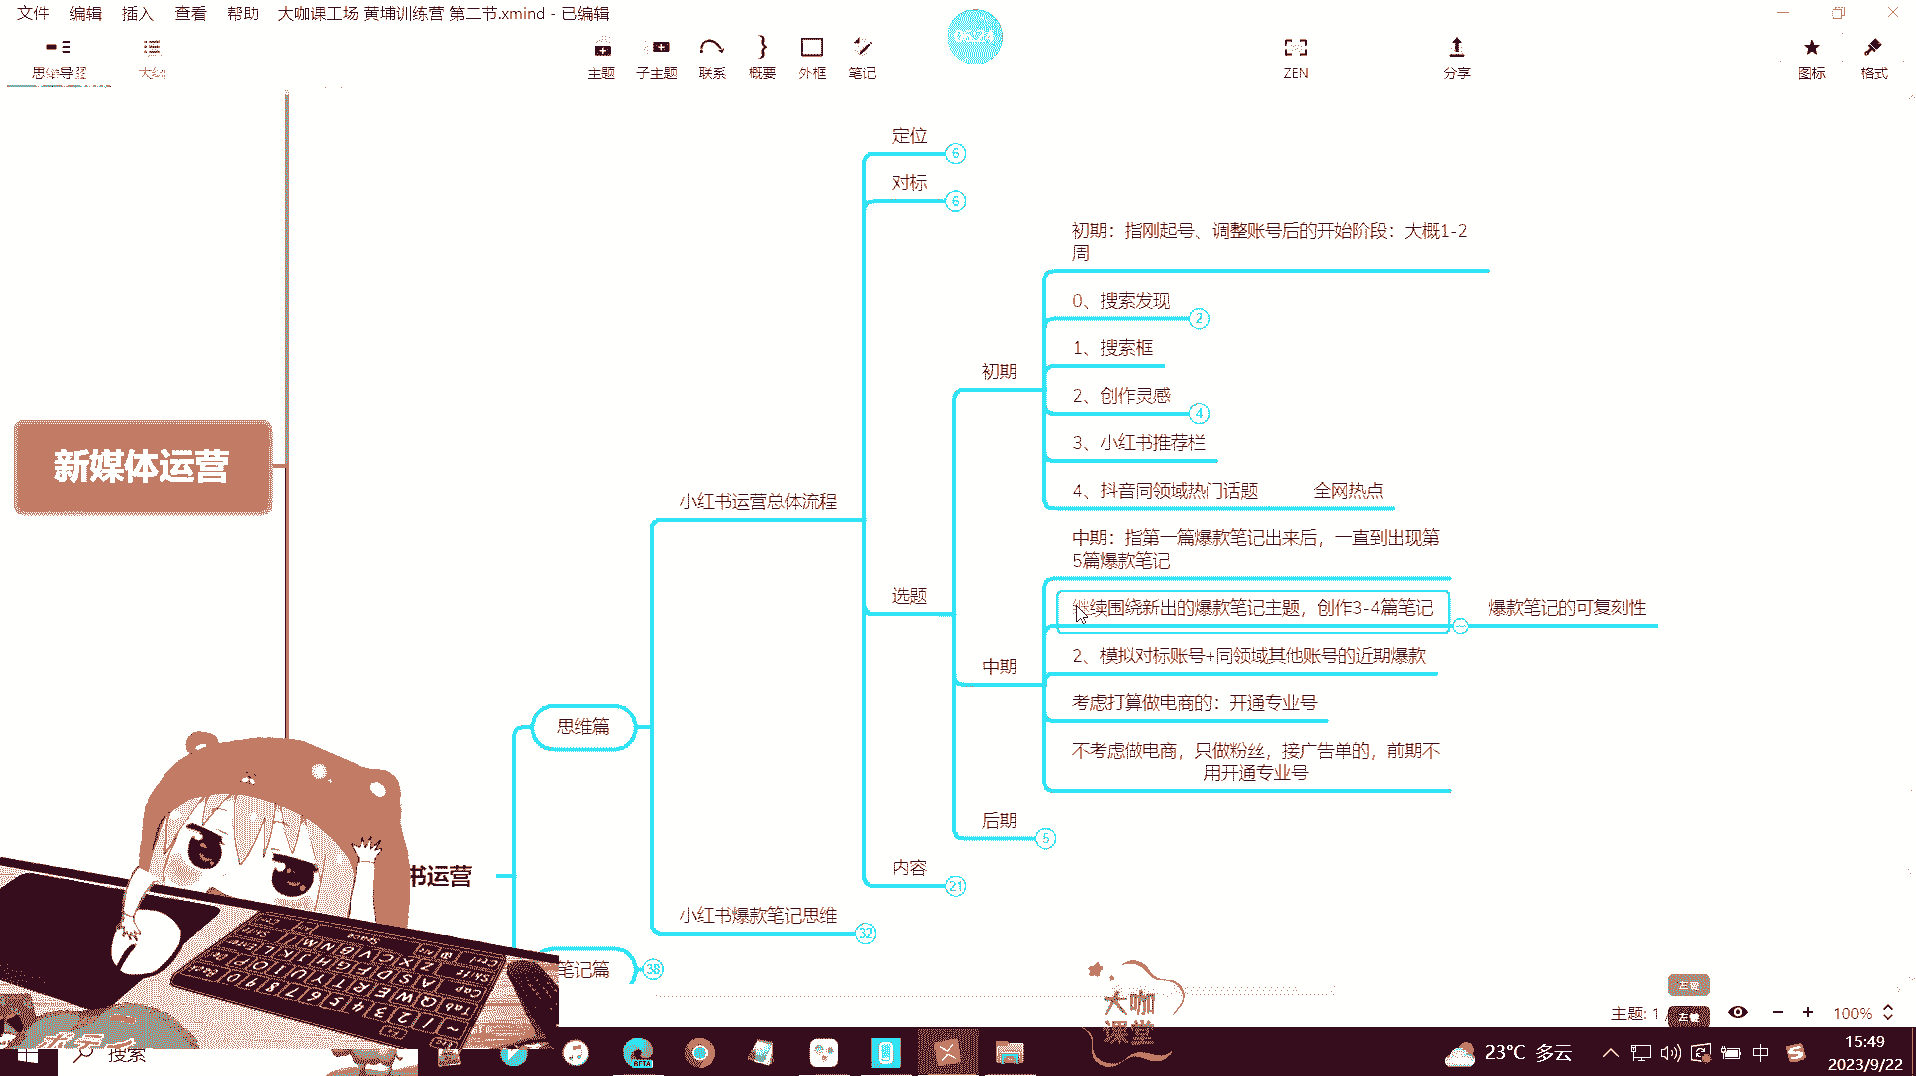 文件 编辑 插入 查看 帮助 大咖课工场 黄埔训练营 第二节.xmind - 已编辑
思维导图 大纲 主题 子主题 联系 概要 外框 笔记 ZEN 分享 图标 格式
定位 6
对标 6
初期：指刚起号、调整账号后的开始阶段：大概1-2
周
0、搜索发现 2
1、搜索框
初期
2、创作灵感 4
3、小红书推荐栏
4、抖音同领域热门话题 全网热点
新媒体运营
小红书运营总体流程
中期：指第一篇爆款笔记出来后，一直到出现第
5篇爆款笔记
选题
继续围绕新出的爆款笔记主题，创作3-4篇笔记 爆款笔记的可复刻性
2、模拟对标账号+同领域其他账号的近期爆款
中期
考虑打算做电商的：开通专业号
思维篇
不考虑做电商，只做粉丝，接广告单的，前期不
用开通专业号
后期 5
内容 21
书运营
小红书爆款笔记思维 32
笔记篇 38
大咖
课堂
主题: 1 / 100%
搜索
23°C 多云 中 15:49
2023/9/22